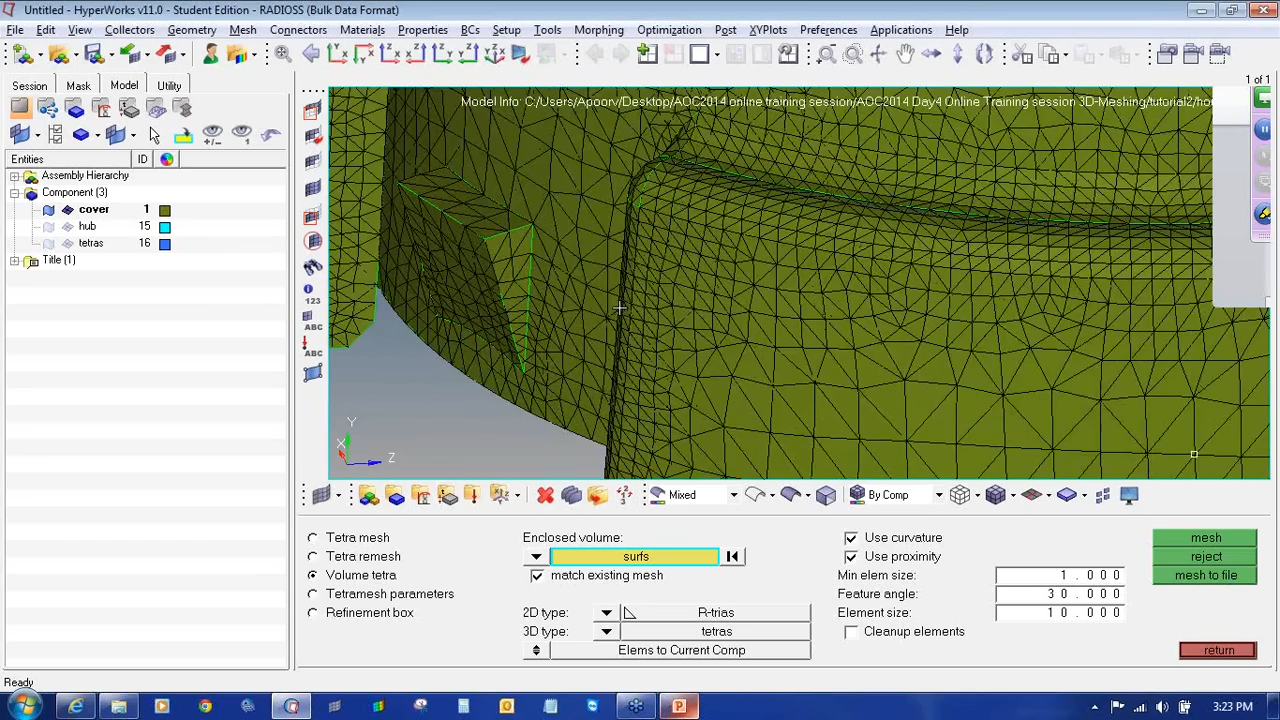 Untitled - HyperWorks v11.0 - Student Edition - RADIOSS (Bulk Data Format)
File Edit View Collectors Geometry Mesh Connectors Materials Properties BCs Setup Tools Morphing Optimization Post XYPlots Preferences Applications Help
Session Mask Model Utility
1 of 1
Model Info: C:/Users/Apoorv/Desktop/AOC2014 online training session/AOC2014 Day4 Online Training session 3D-Meshing/tutorial2/ho
Entities ID
Assembly Hierarchy
Component (3)
cover 1
hub 15
tetras 16
Title (1)
123
ABC
ABC
Y
X
Z
Mixed
By Comp
Tetra mesh
Tetra remesh
Volume tetra
Tetramesh parameters
Refinement box
Enclosed volume:
surfs
match existing mesh
2D type: R-trias
3D type: tetras
Elems to Current Comp
Use curvature
Use proximity
Min elem size: 1.000
Feature angle: 30.000
Element size: 10.000
Cleanup elements
mesh
reject
mesh to file
return
Ready
3:23 PM